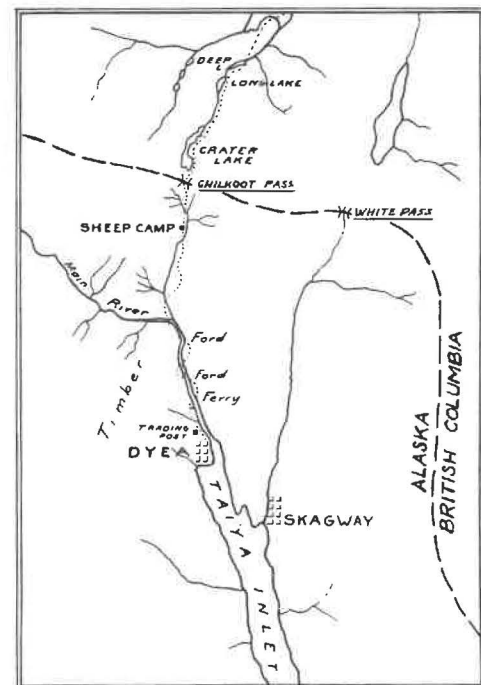 DEEP L.
LONG LAKE
CRATER LAKE
CHILKOOT PASS
WHITE PASS
SHEEP CAMP
Main River
Ford
Ford
Ferry
Timber
TRADING POST
DYEA
SKAGWAY
TAIYA INLET
ALASKA
BRITISH COLUMBIA